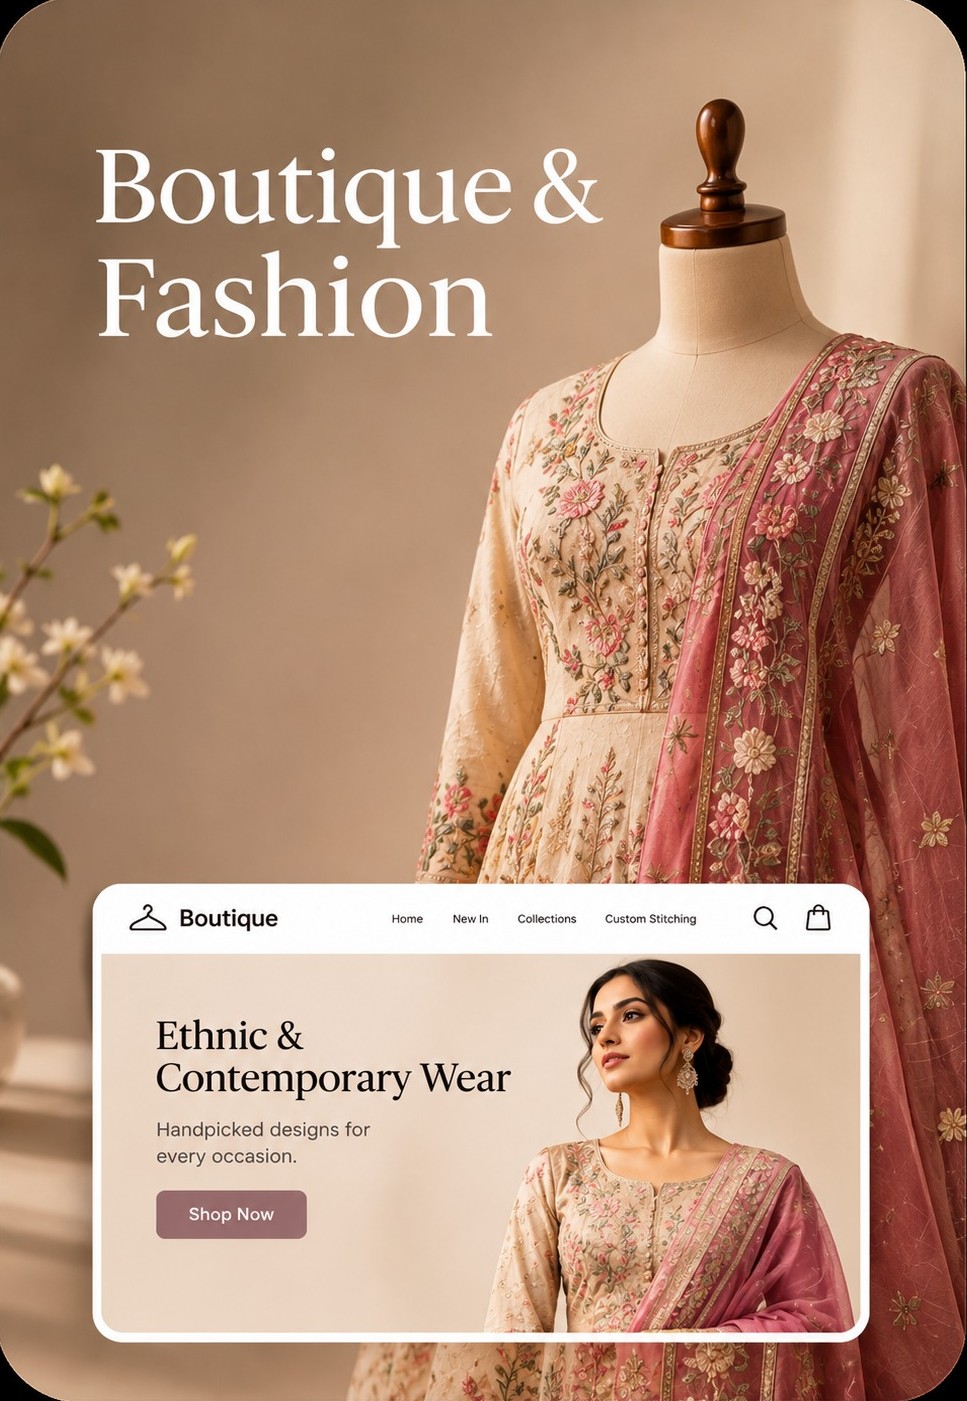 Boutique &
Fashion
Boutique
Home New In Collections Custom Stitching
Ethnic &
Contemporary Wear
Handpicked designs for
every occasion.
Shop Now